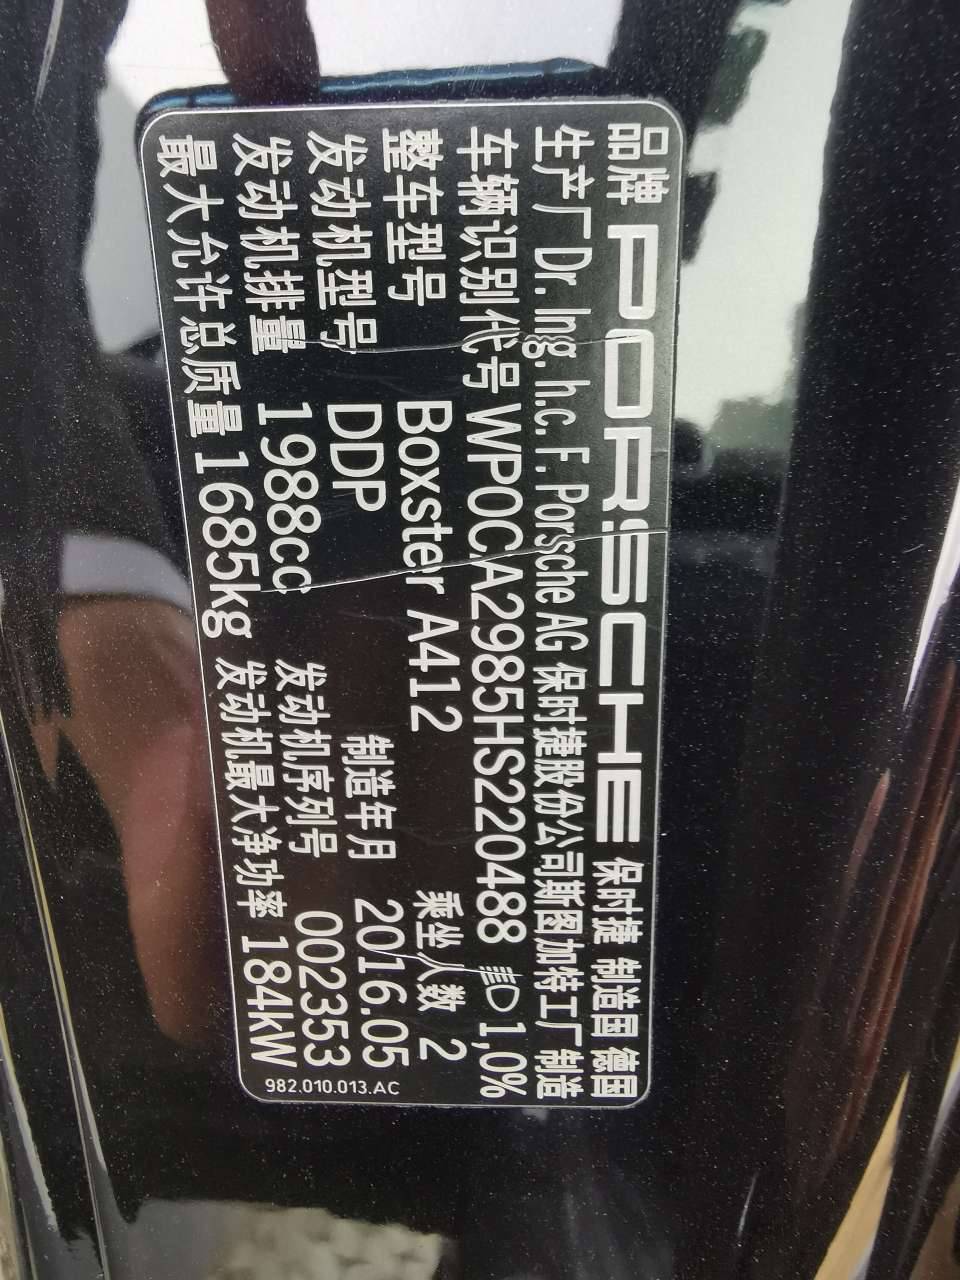 品牌 PORSCHE 保时捷 制造国 德国
生产厂Dr. Ing. h.c. F. Porsche AG 保时捷股份公司斯图加特工厂制造
车辆识别代号 WP0CA2985HS220488 1,0%
整车型号 Boxster A412 乘坐人数 2
发动机型号 DDP 制造年月 2016.05
发动机排量 1988cc 发动机序列号 002353
最大允许总质量 1685kg 发动机最大净功率 184kW
982.010.013.AC